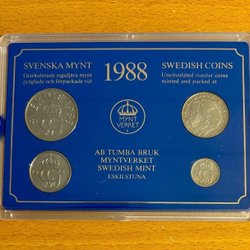 SVENSKA MYNT
Ocirkulerade reguljära mynt
präglade och förpackade vid
1988
SWEDISH COINS
Uncirculated regular coins
minted and packed at
MYNT
VERKET
AB TUMBA BRUK
MYNTVERKET
SWEDISH MINT
ESKILSTUNA